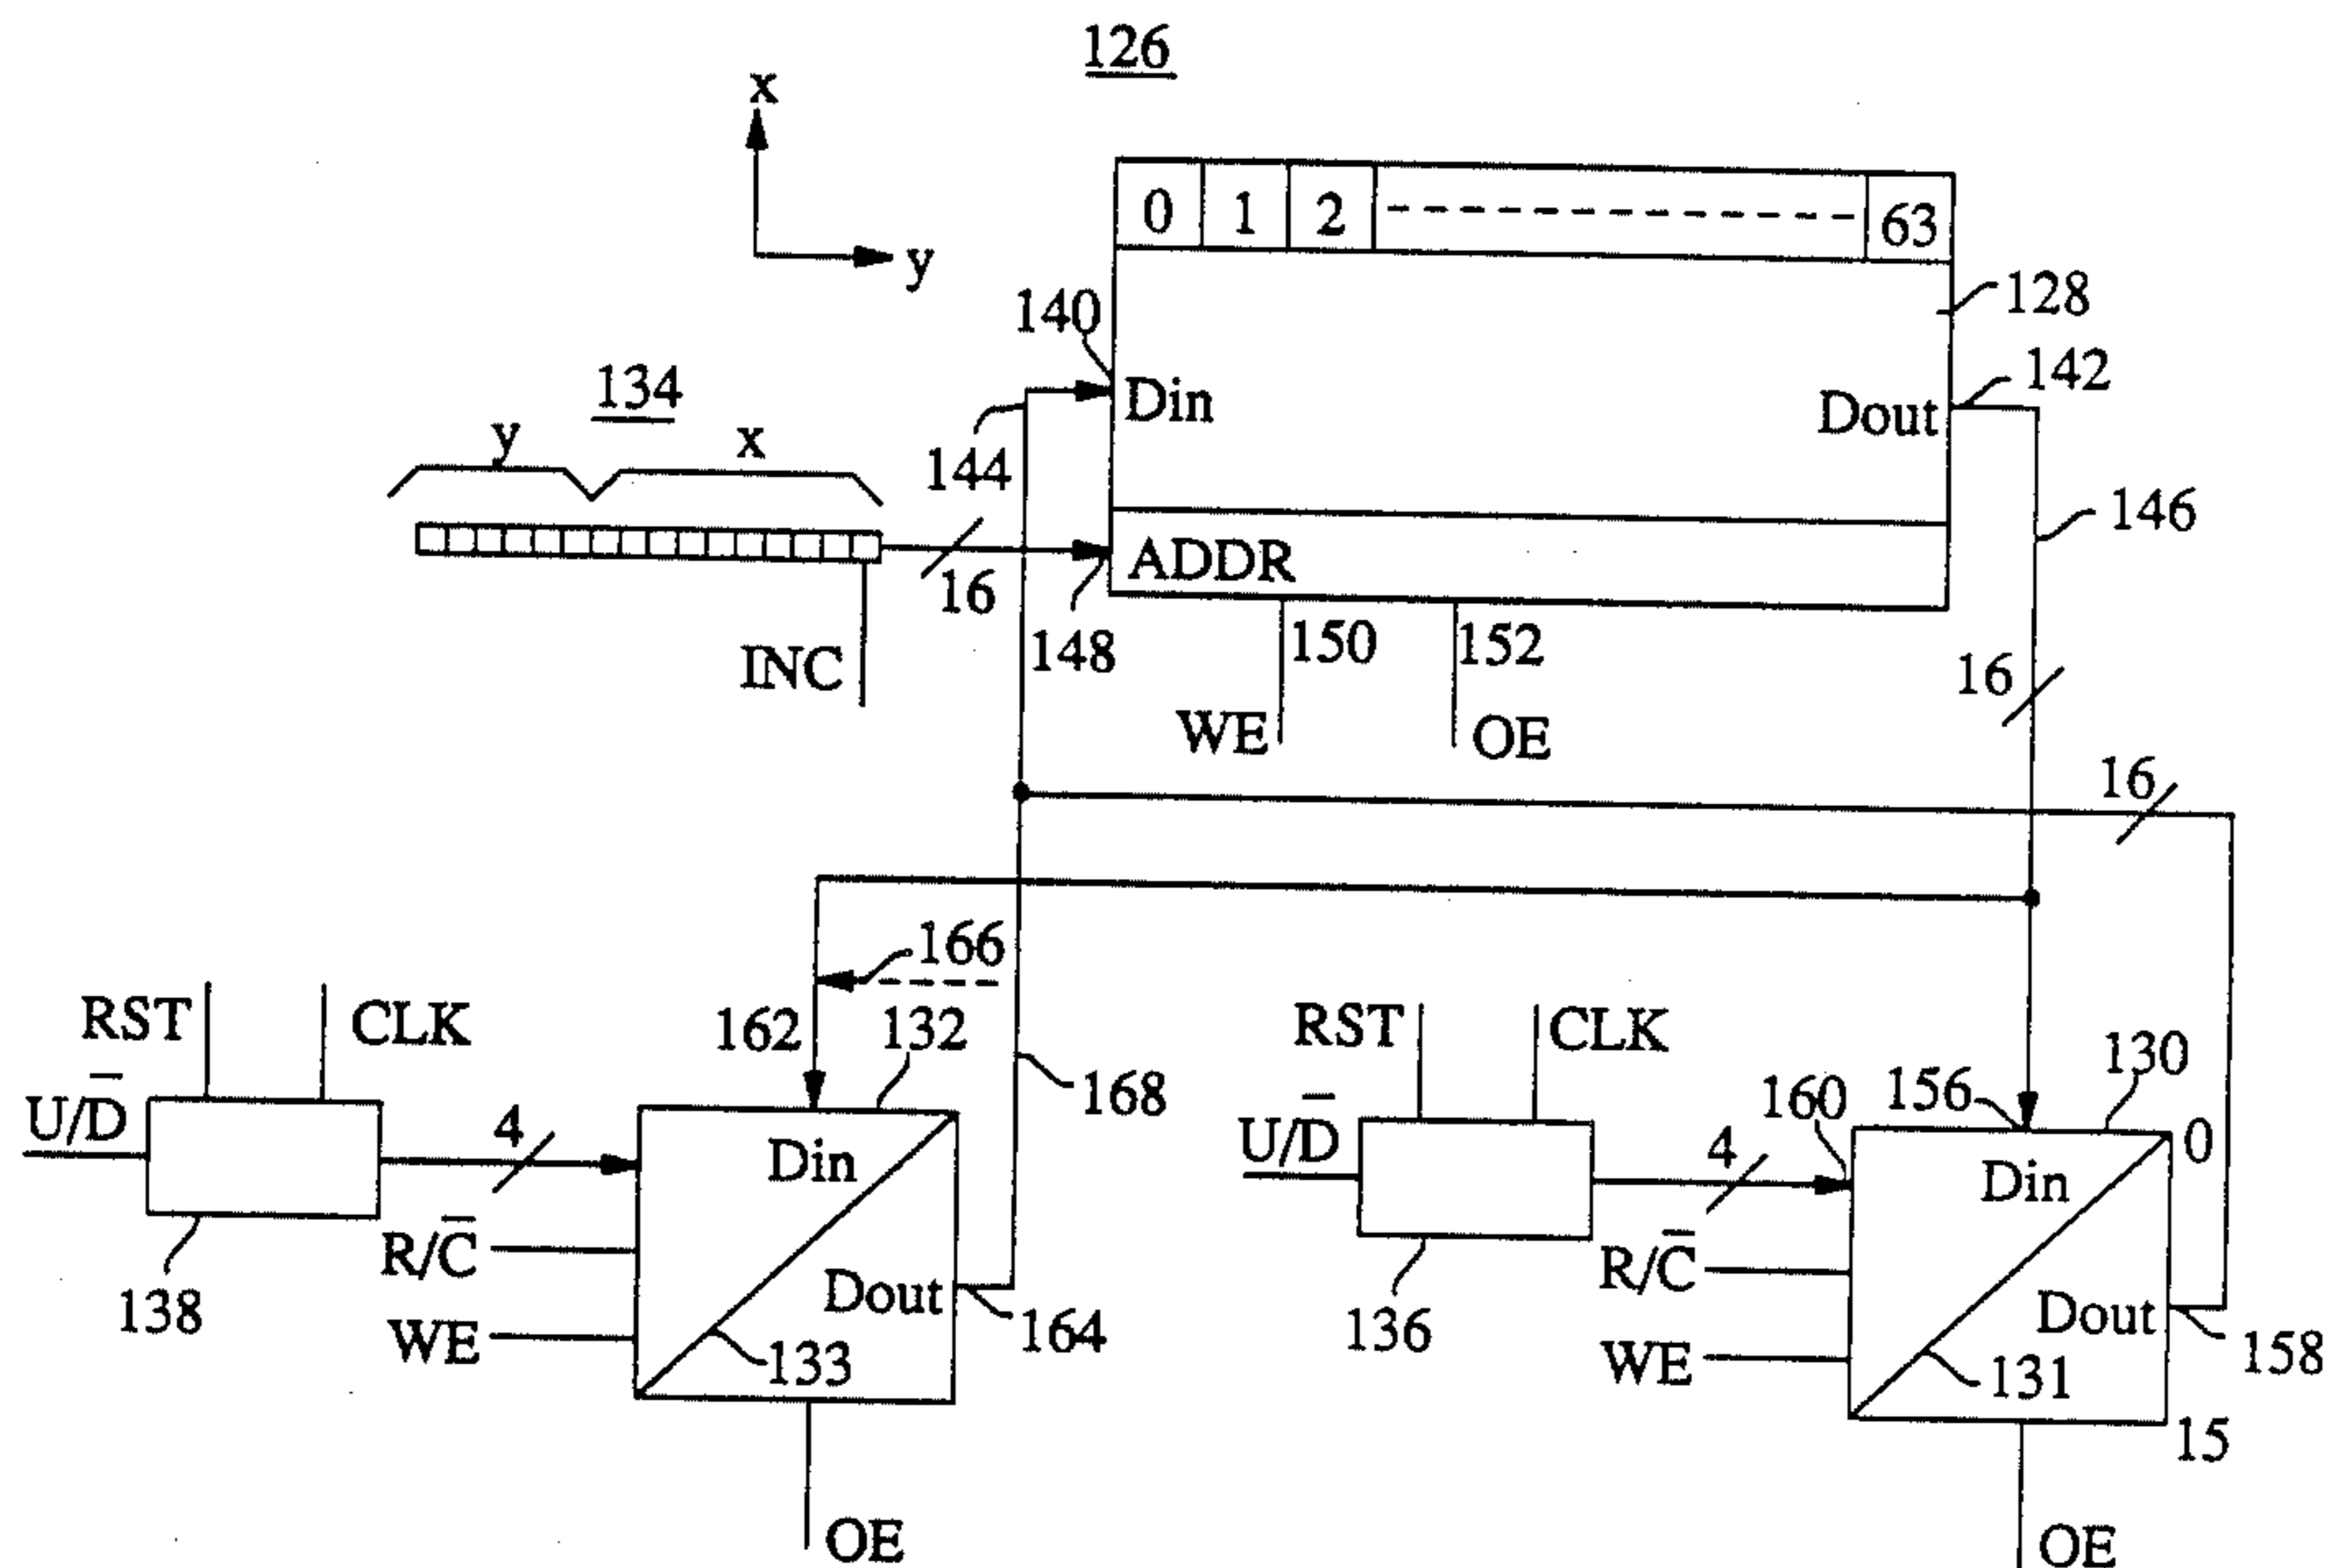 126
x
y
0 1 2 63
128
140
Din
142
Dout
134
y x
144
146
16
ADDR
148
INC
150
152
WE
OE
16
16
166
RST
CLK
162
132
168
U/D̅
4
Din
R/C̅
138
Dout
164
WE
133
OE
RST
CLK
160
156
130
U/D̅
4
0
Din
R/C̅
136
Dout
158
WE
131
15
OE